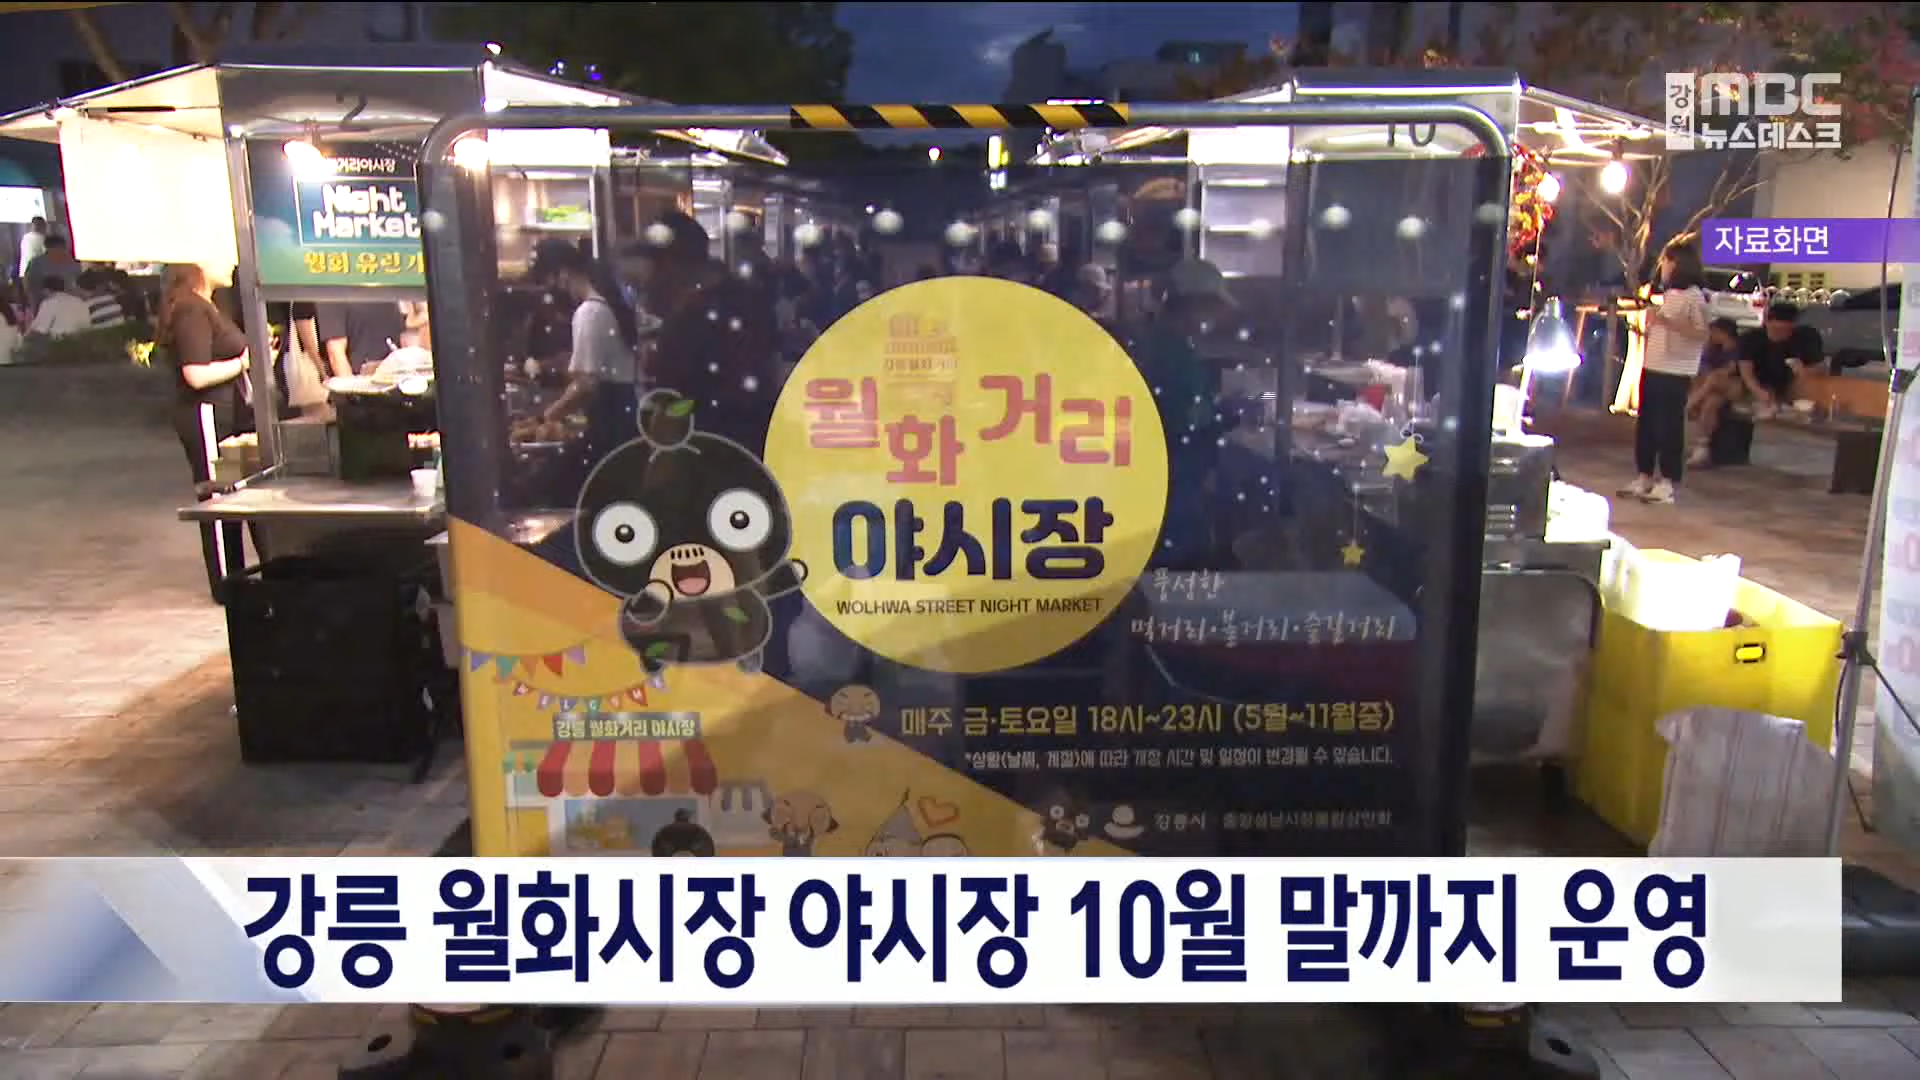 강원
MBC
뉴스데스크
자료화면
2
10
거리야시장
Night
Market
강릉월화거리
월화거리
야시장
WOLHWA STREET NIGHT MARKET
풍성한
먹거리·볼거리·즐길거리
WELCOME
강릉 월화거리 야시장
매주 금·토요일 18시~23시 (5월~11월중)
*상황(날씨, 계절)에 따라 개장 시간 및 일정이 변경될 수 있습니다.
강릉시
강릉 월화시장 야시장 10월 말까지 운영